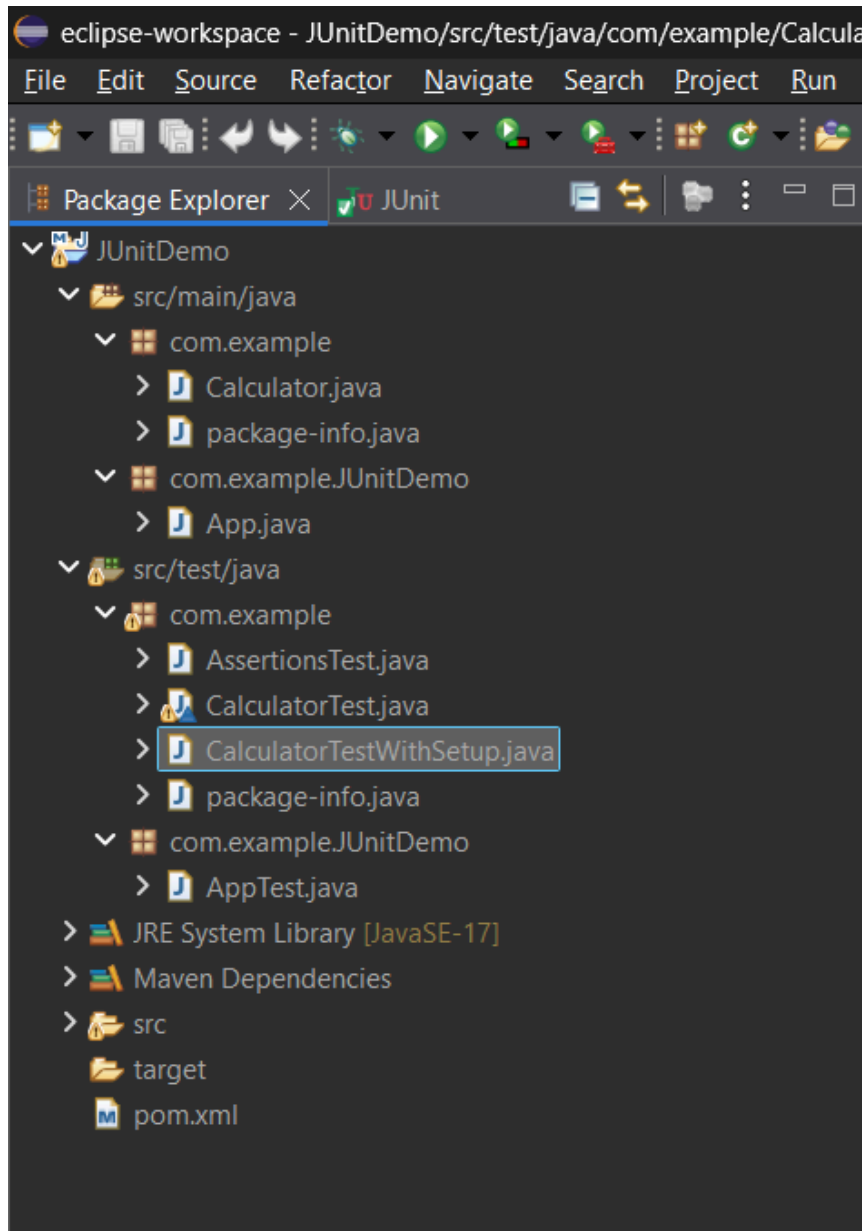 eclipse-workspace - JUnitDemo/src/test/java/com/example/Calcula
File Edit Source Refactor Navigate Search Project Run
Package Explorer JUnit
JUnitDemo
src/main/java
com.example
Calculator.java
package-info.java
com.example.JUnitDemo
App.java
src/test/java
com.example
AssertionsTest.java
CalculatorTest.java
CalculatorTestWithSetup.java
package-info.java
com.example.JUnitDemo
AppTest.java
JRE System Library [JavaSE-17]
Maven Dependencies
src
target
pom.xml